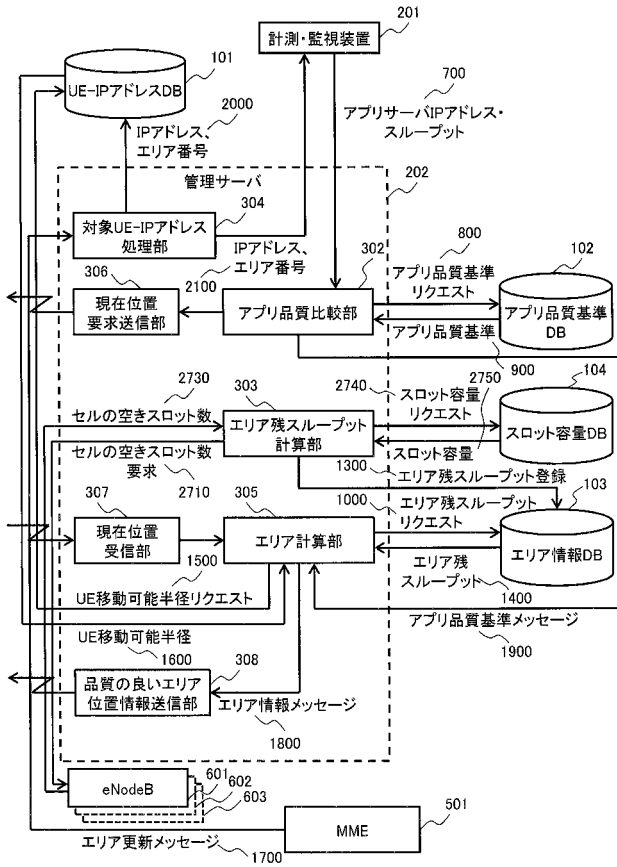 201
計測・監視装置
101
UE-IPアドレスDB
700
アプリサーバIPアドレス・
スループット
2000
IPアドレス、
エリア番号
202
管理サーバ
304
対象UE-IPアドレス
処理部
IPアドレス、
エリア番号
2100
306
現在位置
要求送信部
302
アプリ品質比較部
800
アプリ品質基準
リクエスト
102
アプリ品質基準
DB
アプリ品質基準
900
2730
セルの空きスロット数
303
エリア残スループット
計算部
2740
スロット容量
リクエスト
2750
104
スロット容量DB
スロット容量
セルの空きスロット数
要求
2710
1300
エリア残スループット登録
307
現在位置
受信部
305
エリア計算部
1000
エリア残スループット
リクエスト
103
エリア情報DB
エリア残
スループット
1400
1500
UE移動可能半径リクエスト
アプリ品質基準メッセージ
1900
UE移動可能半径
1600
308
品質の良いエリア
位置情報送信部
エリア情報メッセージ
1800
eNodeB
601
602
603
エリア更新メッセージ
1700
MME
501